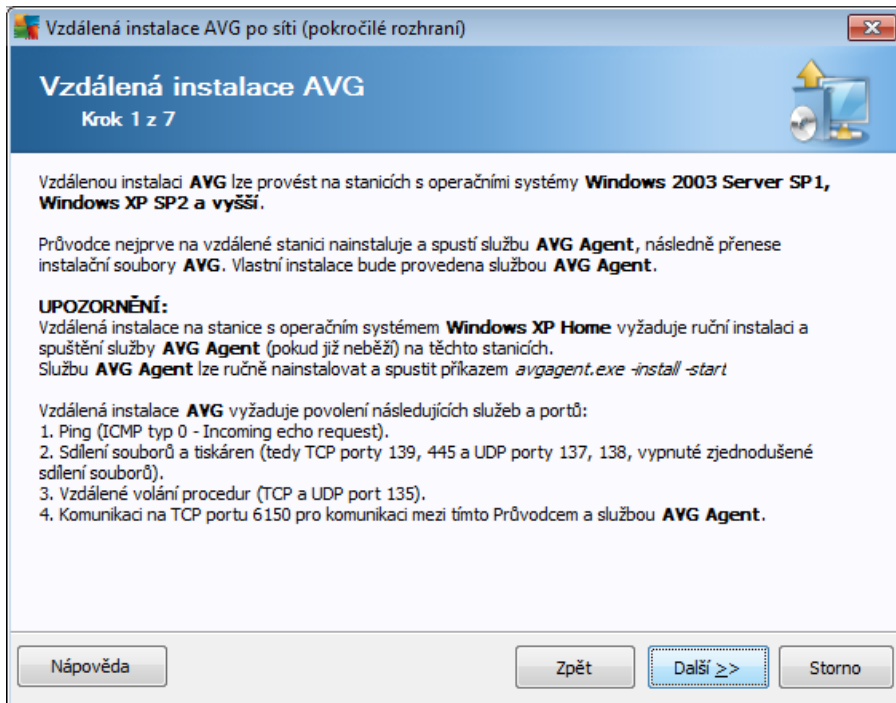 Vzdálená instalace AVG po síti (pokročilé rozhraní)
Vzdálená instalace AVG
Krok 1 z 7
Vzdálenou instalaci AVG lze provést na stanicích s operačními systémy Windows 2003 Server SP1,
Windows XP SP2 a vyšší.
Průvodce nejprve na vzdálené stanici nainstaluje a spustí službu AVG Agent, následně přenese
instalační soubory AVG. Vlastní instalace bude provedena službou AVG Agent.
UPOZORNĚNÍ:
Vzdálená instalace na stanice s operačním systémem Windows XP Home vyžaduje ruční instalaci a
spuštění služby AVG Agent (pokud již neběží) na těchto stanicích.
Službu AVG Agent lze ručně nainstalovat a spustit příkazem avgagent.exe -install -start
Vzdálená instalace AVG vyžaduje povolení následujících služeb a portů:
1. Ping (ICMP typ 0 - Incoming echo request).
2. Sdílení souborů a tiskáren (tedy TCP porty 139, 445 a UDP porty 137, 138, vypnuté zjednodušené
sdílení souborů).
3. Vzdálené volání procedur (TCP a UDP port 135).
4. Komunikaci na TCP portu 6150 pro komunikaci mezi tímto Průvodcem a službou AVG Agent.
Nápověda
Zpět
Další >>
Storno